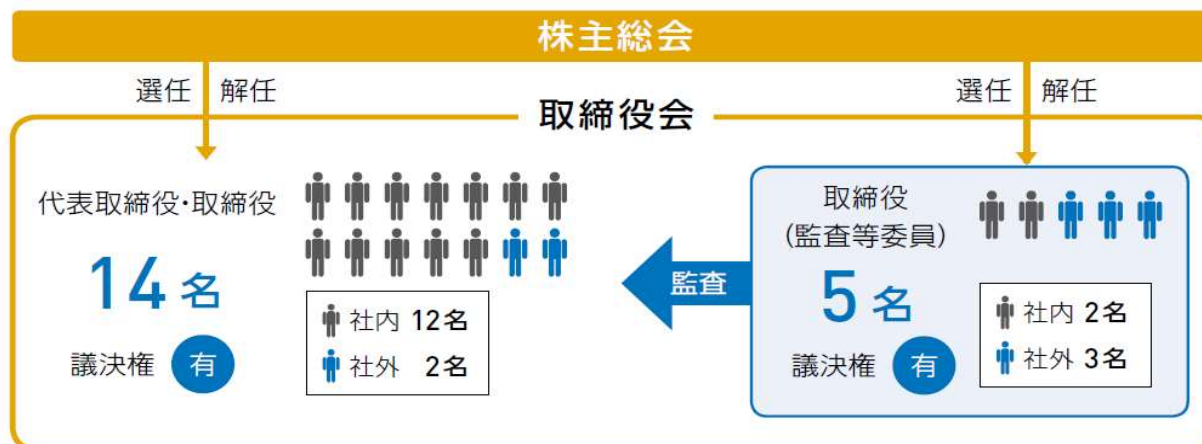 株主総会
選任 解任
選任 解任
取締役会
代表取締役・取締役
14名
議決権 有
社内 12名
社外 2名
監査
取締役
(監査等委員)
5名
議決権 有
社内 2名
社外 3名